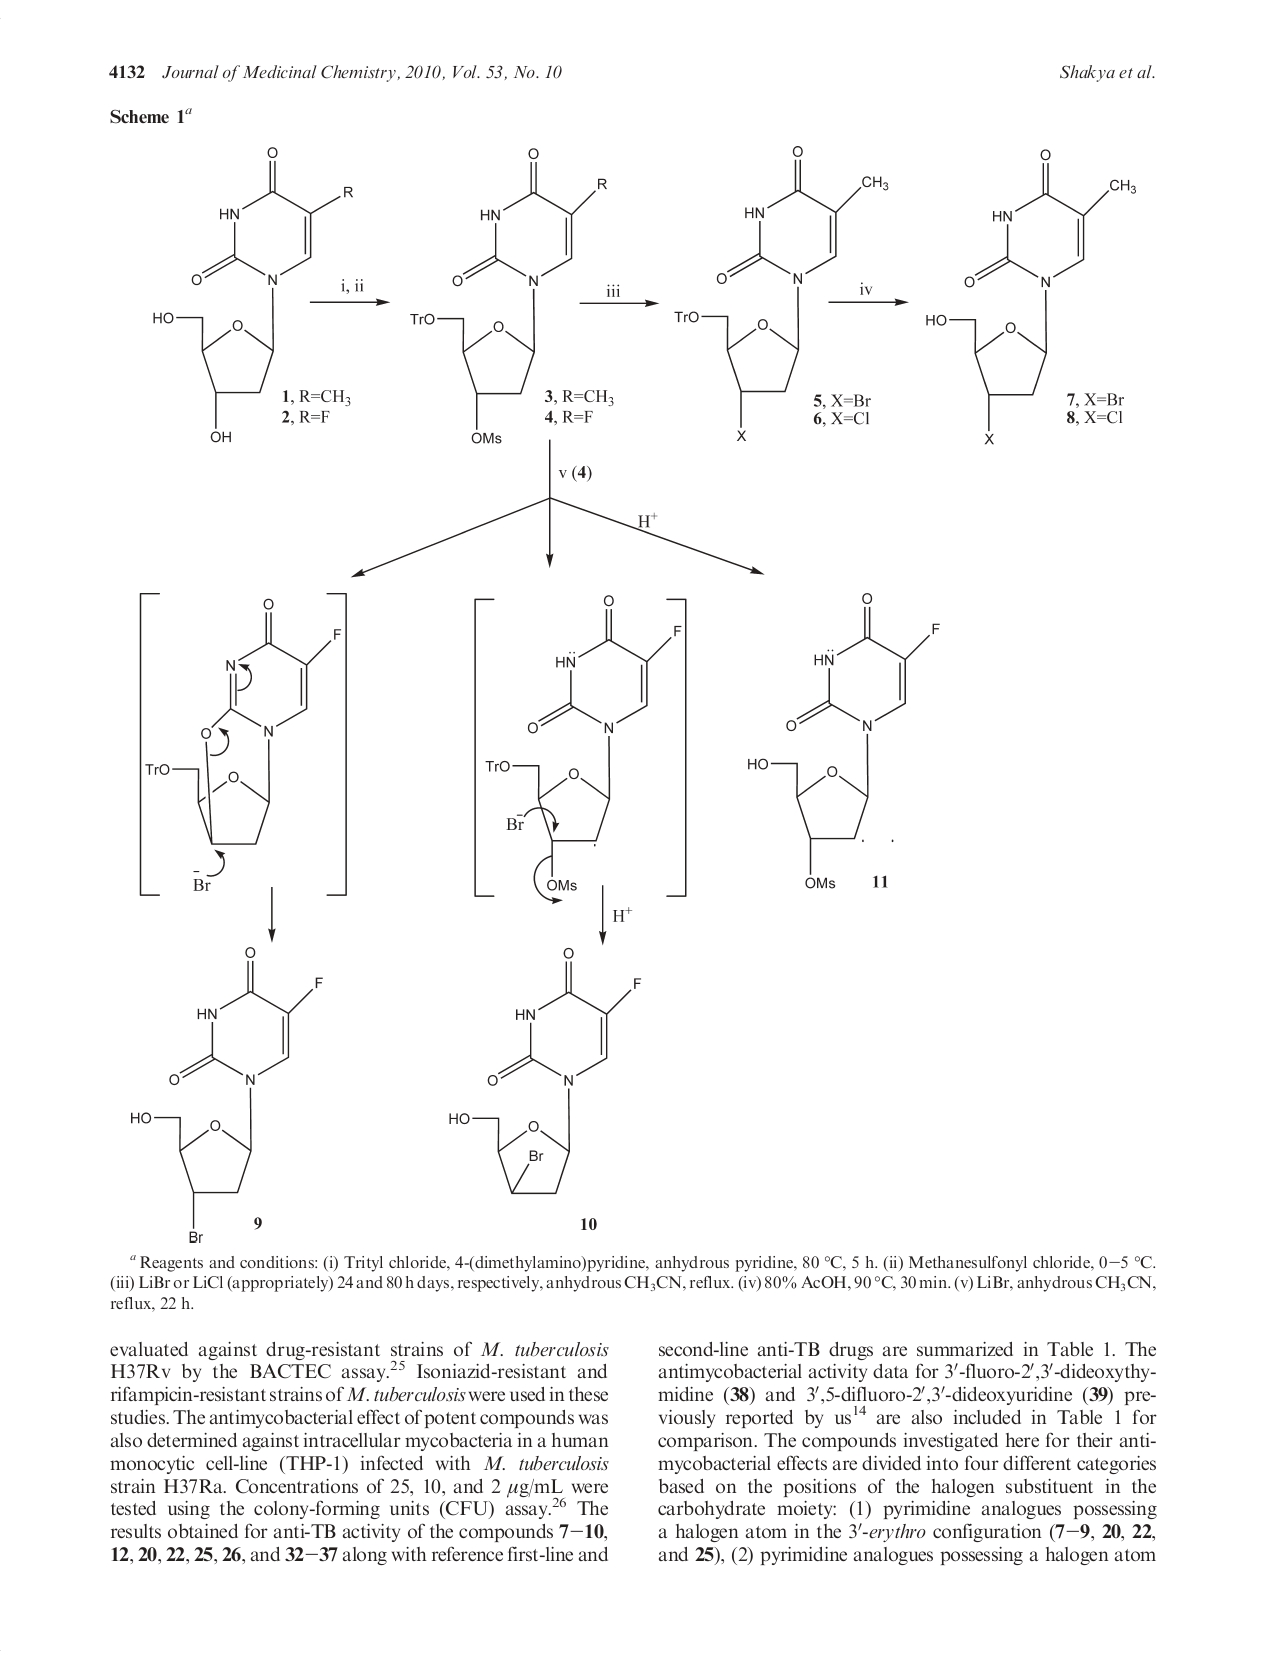 4132 Journal of Medicinal Chemistry, 2010, Vol. 53, No. 10 Shakya et al.
Scheme 1a
O
R
HN
O
N
HO
O
OH
1, R=CH3
2, R=F
i, ii
O
R
HN
O
N
TrO
O
OMs
3, R=CH3
4, R=F
iii
O
CH3
HN
O
N
TrO
O
X
5, X=Br
6, X=Cl
iv
O
CH3
HN
O
N
HO
O
X
7, X=Br
8, X=Cl
v (4)
H+
O
F
N
O
N
TrO
O
Br
O
F
HN
O
N
TrO
O
Br
OMs
H+
O
F
HN
O
N
HO
O
OMs
11
O
F
HN
O
N
HO
O
Br
9
O
F
HN
O
N
HO
O
Br
10
a Reagents and conditions: (i) Trityl chloride, 4-(dimethylamino)pyridine, anhydrous pyridine, 80 °C, 5 h. (ii) Methanesulfonyl chloride, 0−5 °C.
(iii) LiBr or LiCl (appropriately) 24 and 80 h days, respectively, anhydrous CH3CN, reflux. (iv) 80% AcOH, 90 °C, 30 min. (v) LiBr, anhydrous CH3CN,
reflux, 22 h.
evaluated against drug-resistant strains of M. tuberculosis
H37Rv by the BACTEC assay.25 Isoniazid-resistant and
rifampicin-resistant strains of M. tuberculosis were used in these
studies. The antimycobacterial effect of potent compounds was
also determined against intracellular mycobacteria in a human
monocytic cell-line (THP-1) infected with M. tuberculosis
strain H37Ra. Concentrations of 25, 10, and 2 μg/mL were
tested using the colony-forming units (CFU) assay.26 The
results obtained for anti-TB activity of the compounds 7−10,
12, 20, 22, 25, 26, and 32−37 along with reference first-line and
second-line anti-TB drugs are summarized in Table 1. The
antimycobacterial activity data for 3′-fluoro-2′,3′-dideoxythy-
midine (38) and 3′,5-difluoro-2′,3′-dideoxyuridine (39) pre-
viously reported by us14 are also included in Table 1 for
comparison. The compounds investigated here for their anti-
mycobacterial effects are divided into four different categories
based on the positions of the halogen substituent in the
carbohydrate moiety: (1) pyrimidine analogues possessing
a halogen atom in the 3′-erythro configuration (7−9, 20, 22,
and 25), (2) pyrimidine analogues possessing a halogen atom